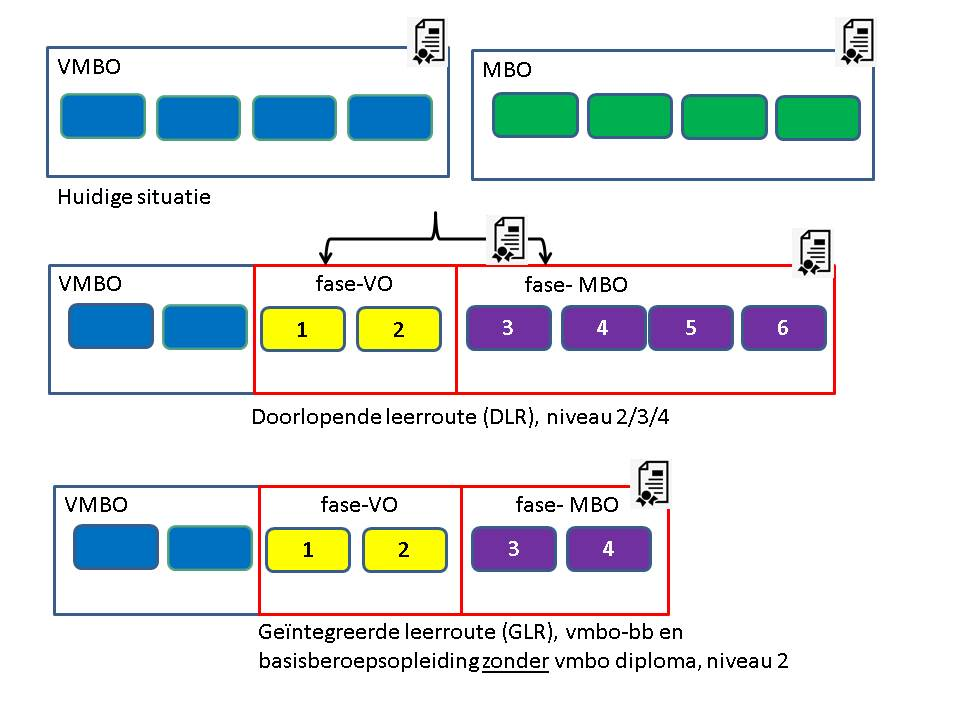 VMBO
MBO
Huidige situatie
VMBO
fase-VO
fase- MBO
1
2
3
4
5
6
Doorlopende leerroute (DLR), niveau 2/3/4
VMBO
fase-VO
fase- MBO
1
2
3
4
Geïntegreerde leerroute (GLR), vmbo-bb en
basisberoepsopleiding zonder vmbo diploma, niveau 2